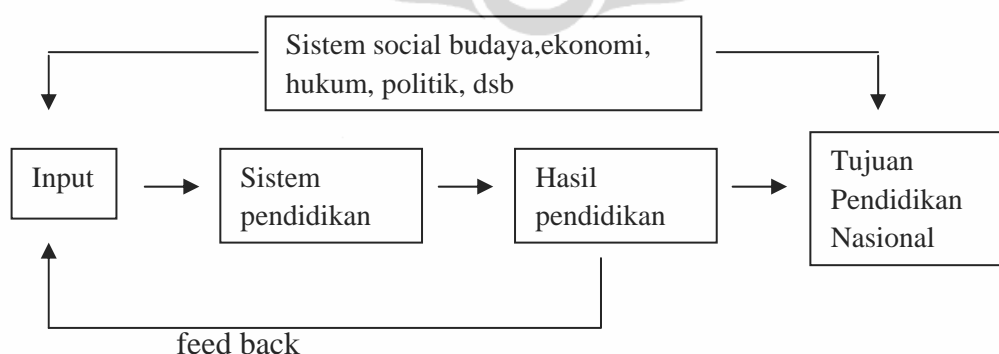 Sistem social budaya,ekonomi,
hukum, politik, dsb
Input
Sistem
pendidikan
Hasil
pendidikan
Tujuan
Pendidikan
Nasional
feed back